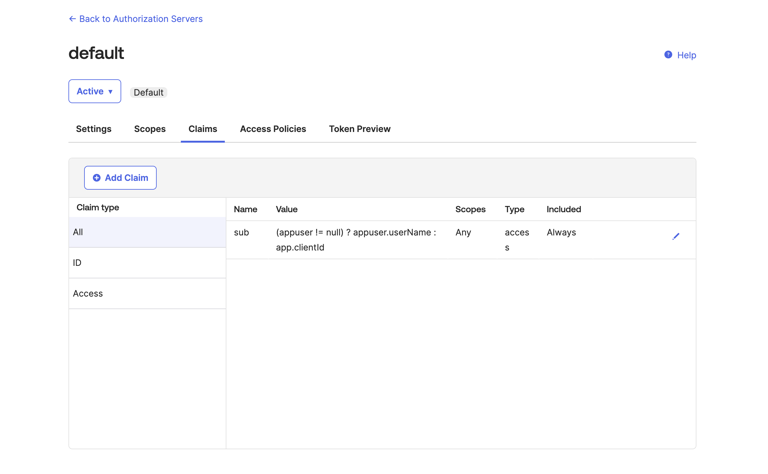 ← Back to Authorization Servers
default
Help
Active ▼
Default
Settings Scopes Claims Access Policies Token Preview
Add Claim
Claim type
All
ID
Access
Name Value Scopes Type Included
sub (appuser != null) ? appuser.userName : Any acces Always
app.clientId s